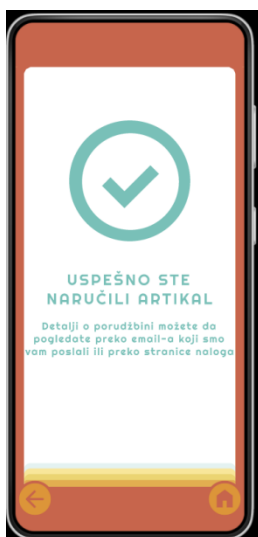 USPEŠNO STE
NARUČILI ARTIKAL
Detalji o porudžbini možete da
pogledate preko email-a koji smo
vam poslali ili preko stranice naloga